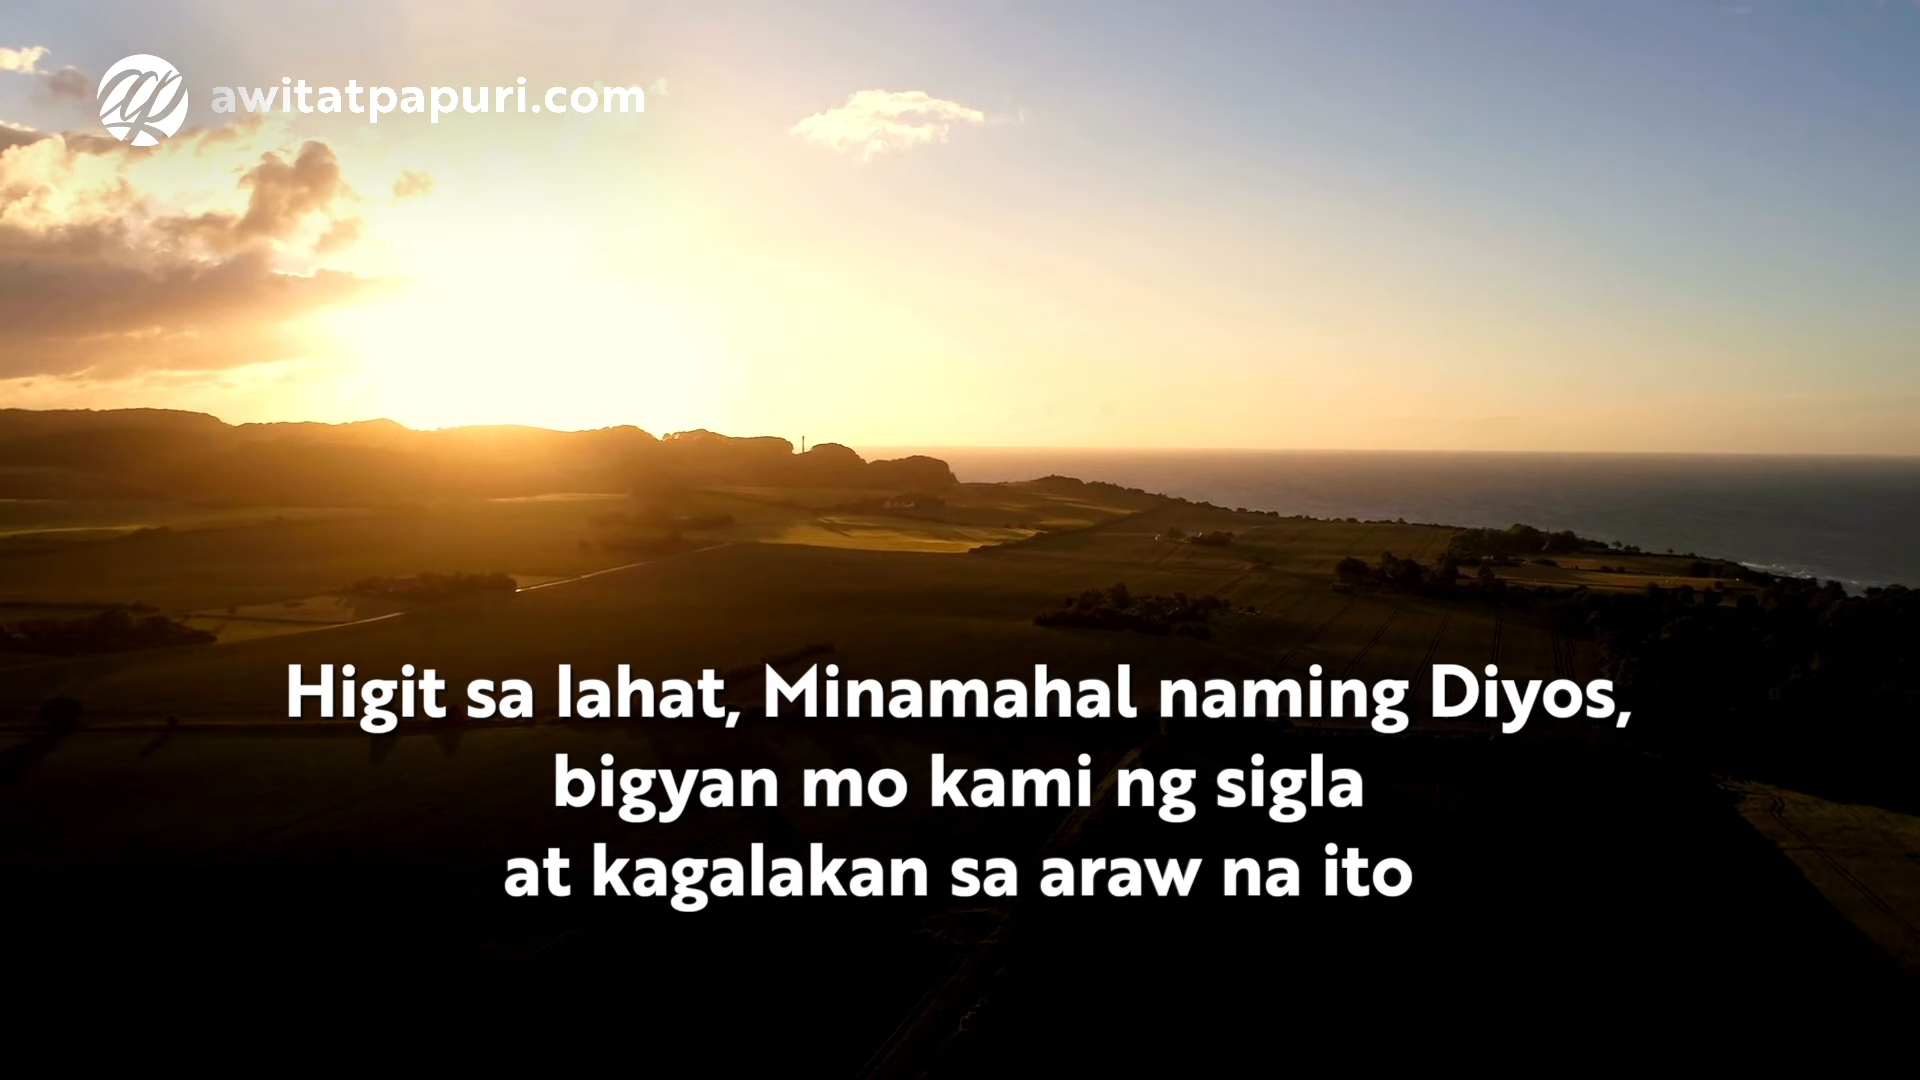 awitatpapuri.com
Higit sa lahat, Minamahal naming Diyos,
bigyan mo kami ng sigla
at kagalakan sa araw na ito